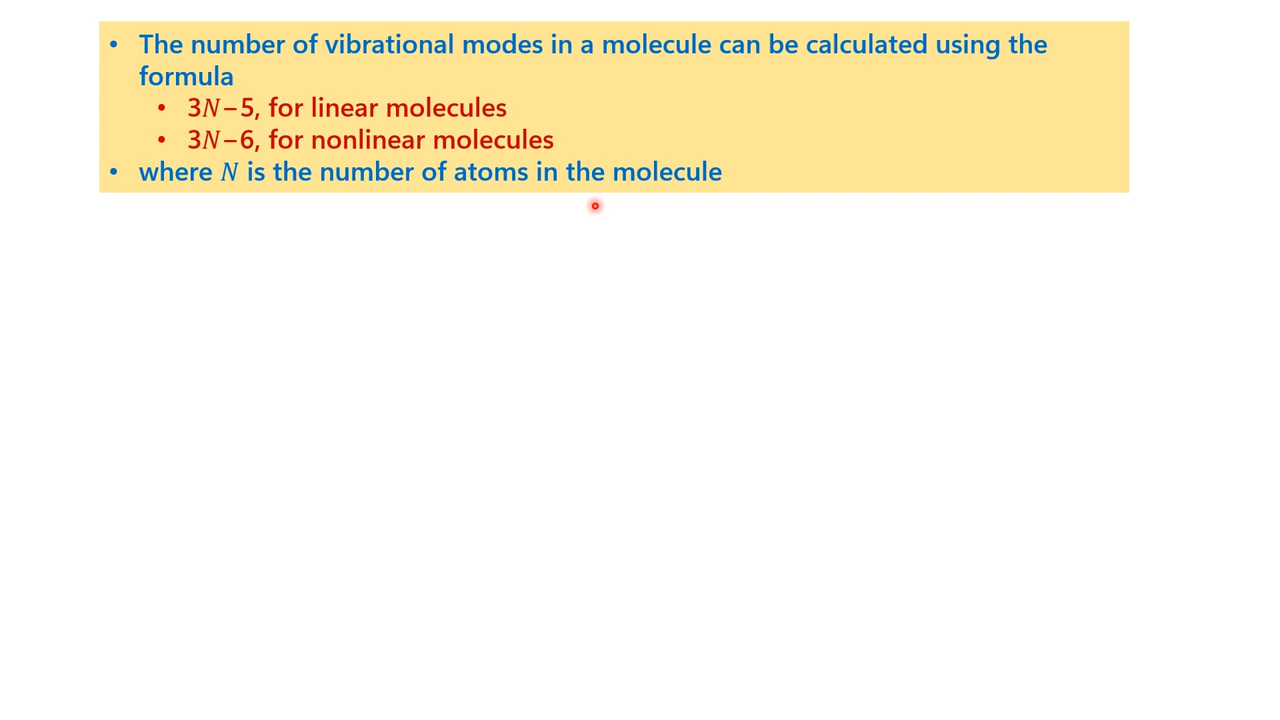 • The number of vibrational modes in a molecule can be calculated using the
formula
• 3N–5, for linear molecules
• 3N–6, for nonlinear molecules
• where N is the number of atoms in the molecule